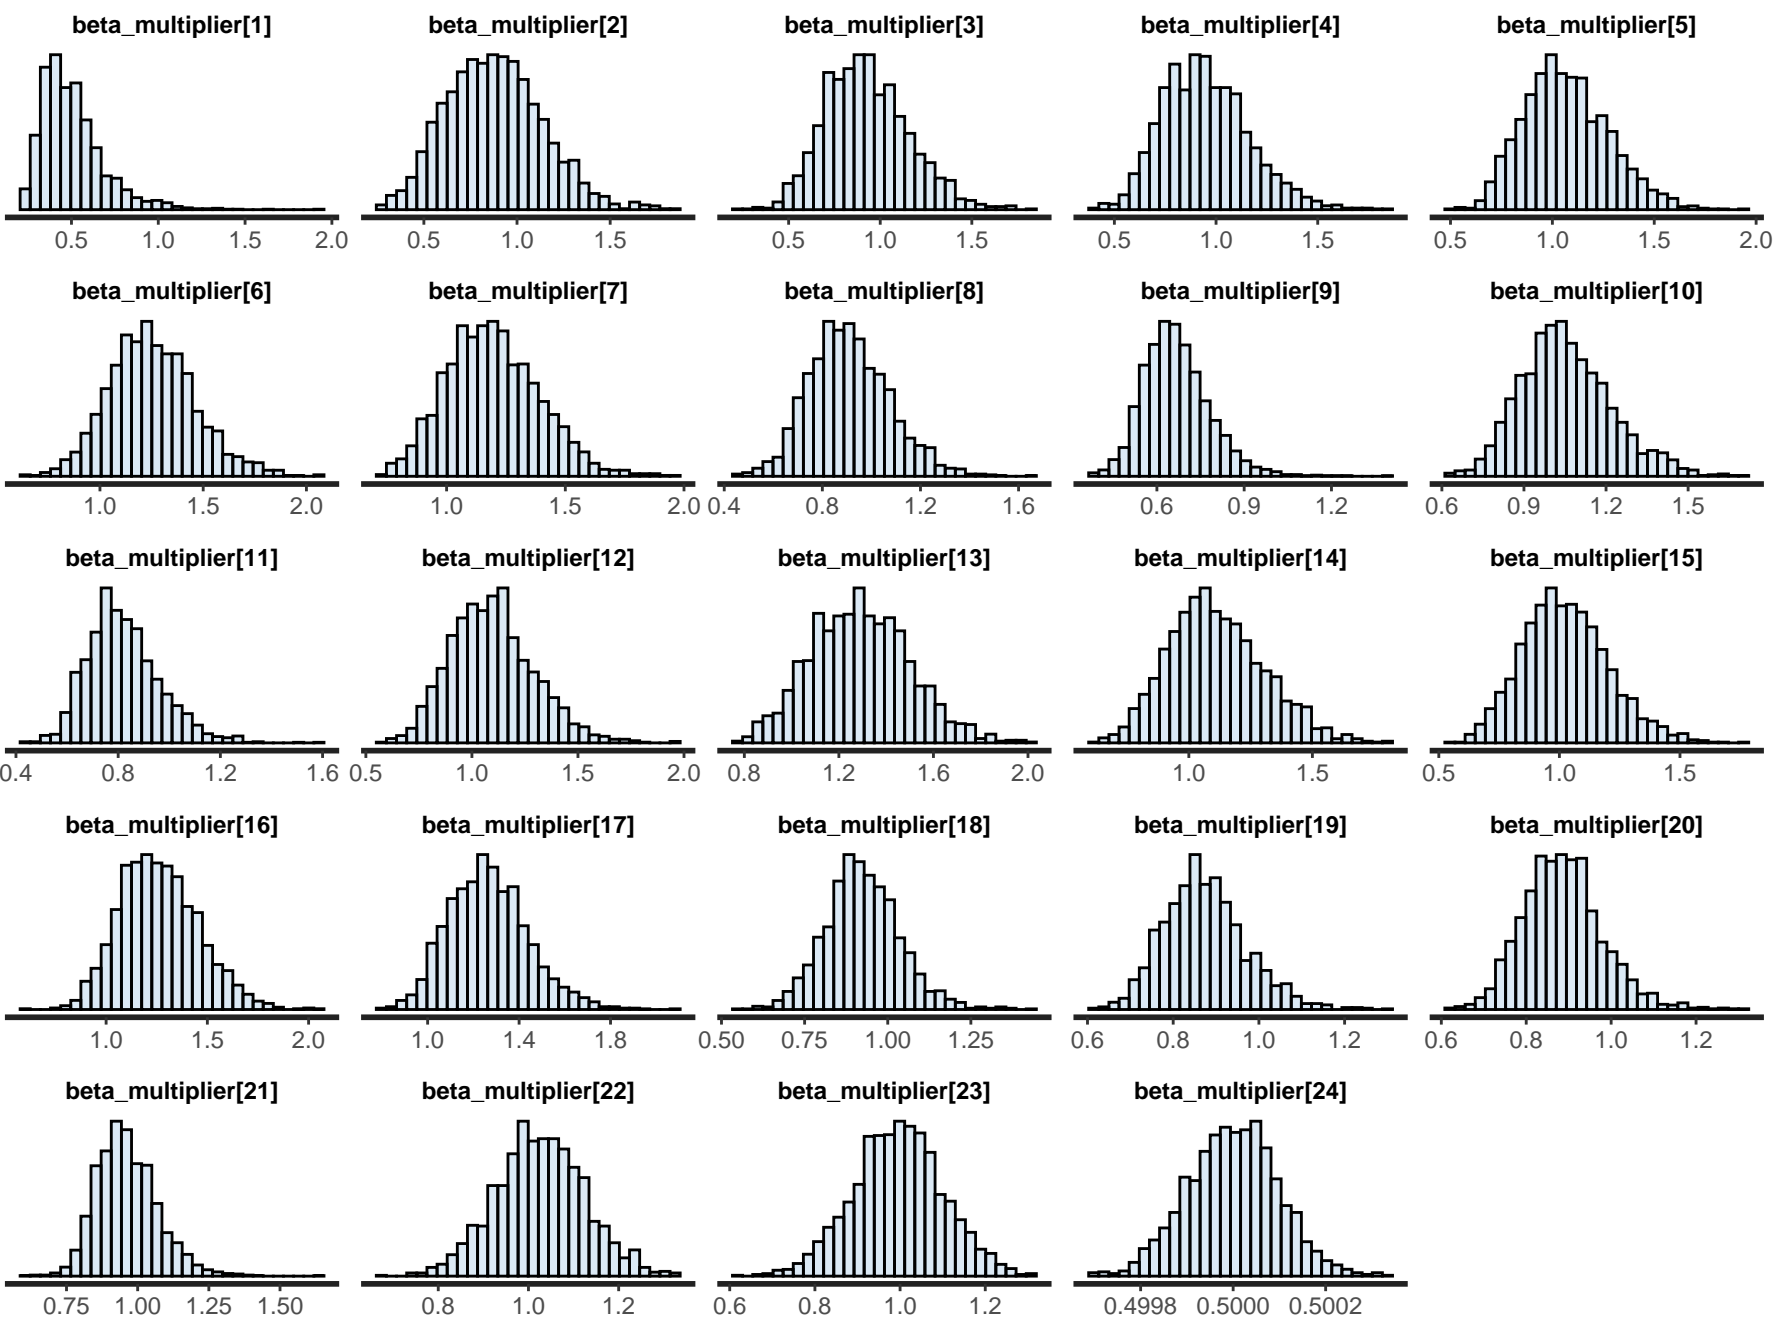 beta_multiplier[1] beta_multiplier[2] beta_multiplier[3] beta_multiplier[4] beta_multiplier[5]
0.5 1.0 1.5 2.0 0.5 1.0 1.5 0.5 1.0 1.5 0.5 1.0 1.5 0.5 1.0 1.5 2.0
beta_multiplier[6] beta_multiplier[7] beta_multiplier[8] beta_multiplier[9] beta_multiplier[10]
1.0 1.5 2.0 1.0 1.5 2.0 0.4 0.8 1.2 1.6 0.6 0.9 1.2 0.6 0.9 1.2 1.5
beta_multiplier[11] beta_multiplier[12] beta_multiplier[13] beta_multiplier[14] beta_multiplier[15]
0.4 0.8 1.2 1.6 0.5 1.0 1.5 2.0 0.8 1.2 1.6 2.0 1.0 1.5 0.5 1.0 1.5
beta_multiplier[16] beta_multiplier[17] beta_multiplier[18] beta_multiplier[19] beta_multiplier[20]
1.0 1.5 2.0 1.0 1.4 1.8 0.50 0.75 1.00 1.25 0.6 0.8 1.0 1.2 0.6 0.8 1.0 1.2
beta_multiplier[21] beta_multiplier[22] beta_multiplier[23] beta_multiplier[24]
0.75 1.00 1.25 1.50 0.8 1.0 1.2 0.6 0.8 1.0 1.2 0.4998 0.5000 0.5002